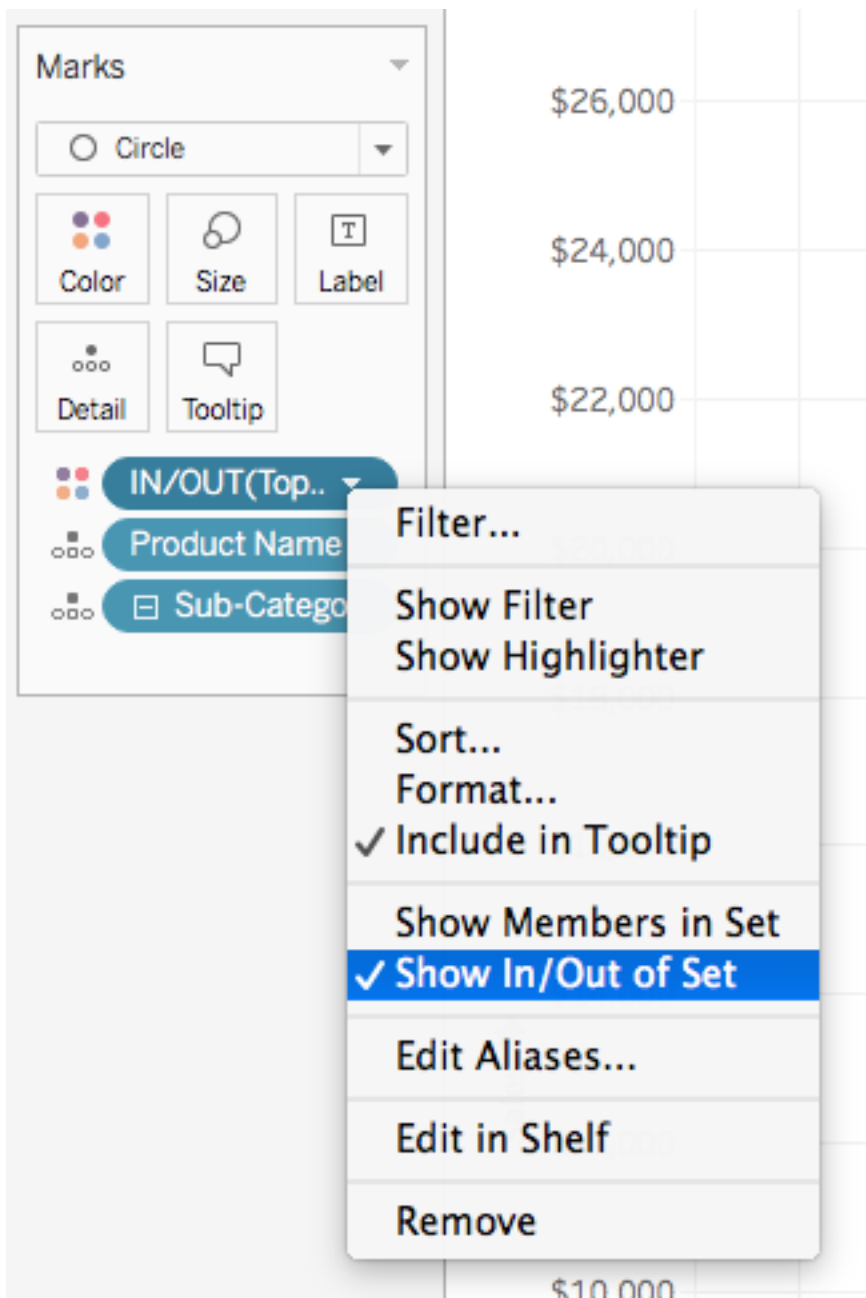 Marks
Circle
Color
Size
Label
Detail
Tooltip
IN/OUT(Top..
Product Name
Sub-Catego
$26,000
$24,000
$22,000
Filter...
Show Filter
Show Highlighter
Sort...
Format...
Include in Tooltip
Show Members in Set
Show In/Out of Set
Edit Aliases...
Edit in Shelf
Remove
$10,000